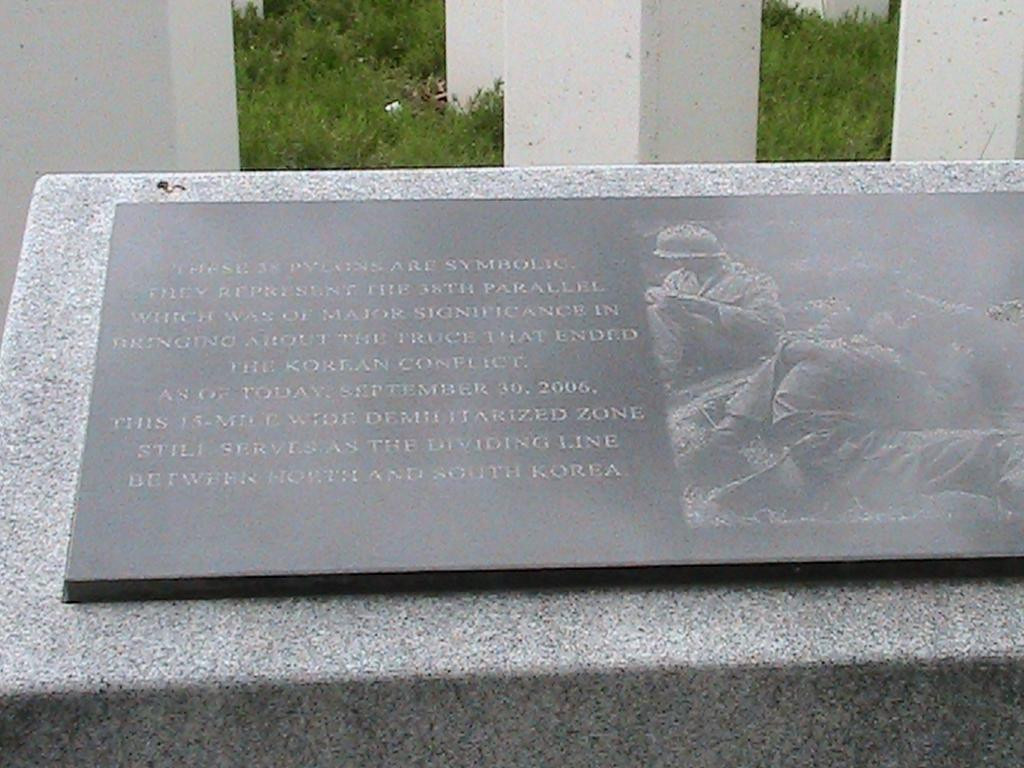 THESE 38 PYLONS ARE SYMBOLIC.
THEY REPRESENT THE 38TH PARALLEL
WHICH WAS OF MAJOR SIGNIFICANCE IN
BRINGING ABOUT THE TRUCE THAT ENDED
THE KOREAN CONFLICT.
AS OF TODAY, SEPTEMBER 30, 2006,
THIS 15-MILE WIDE DEMILITARIZED ZONE
STILL SERVES AS THE DIVIDING LINE
BETWEEN NORTH AND SOUTH KOREA